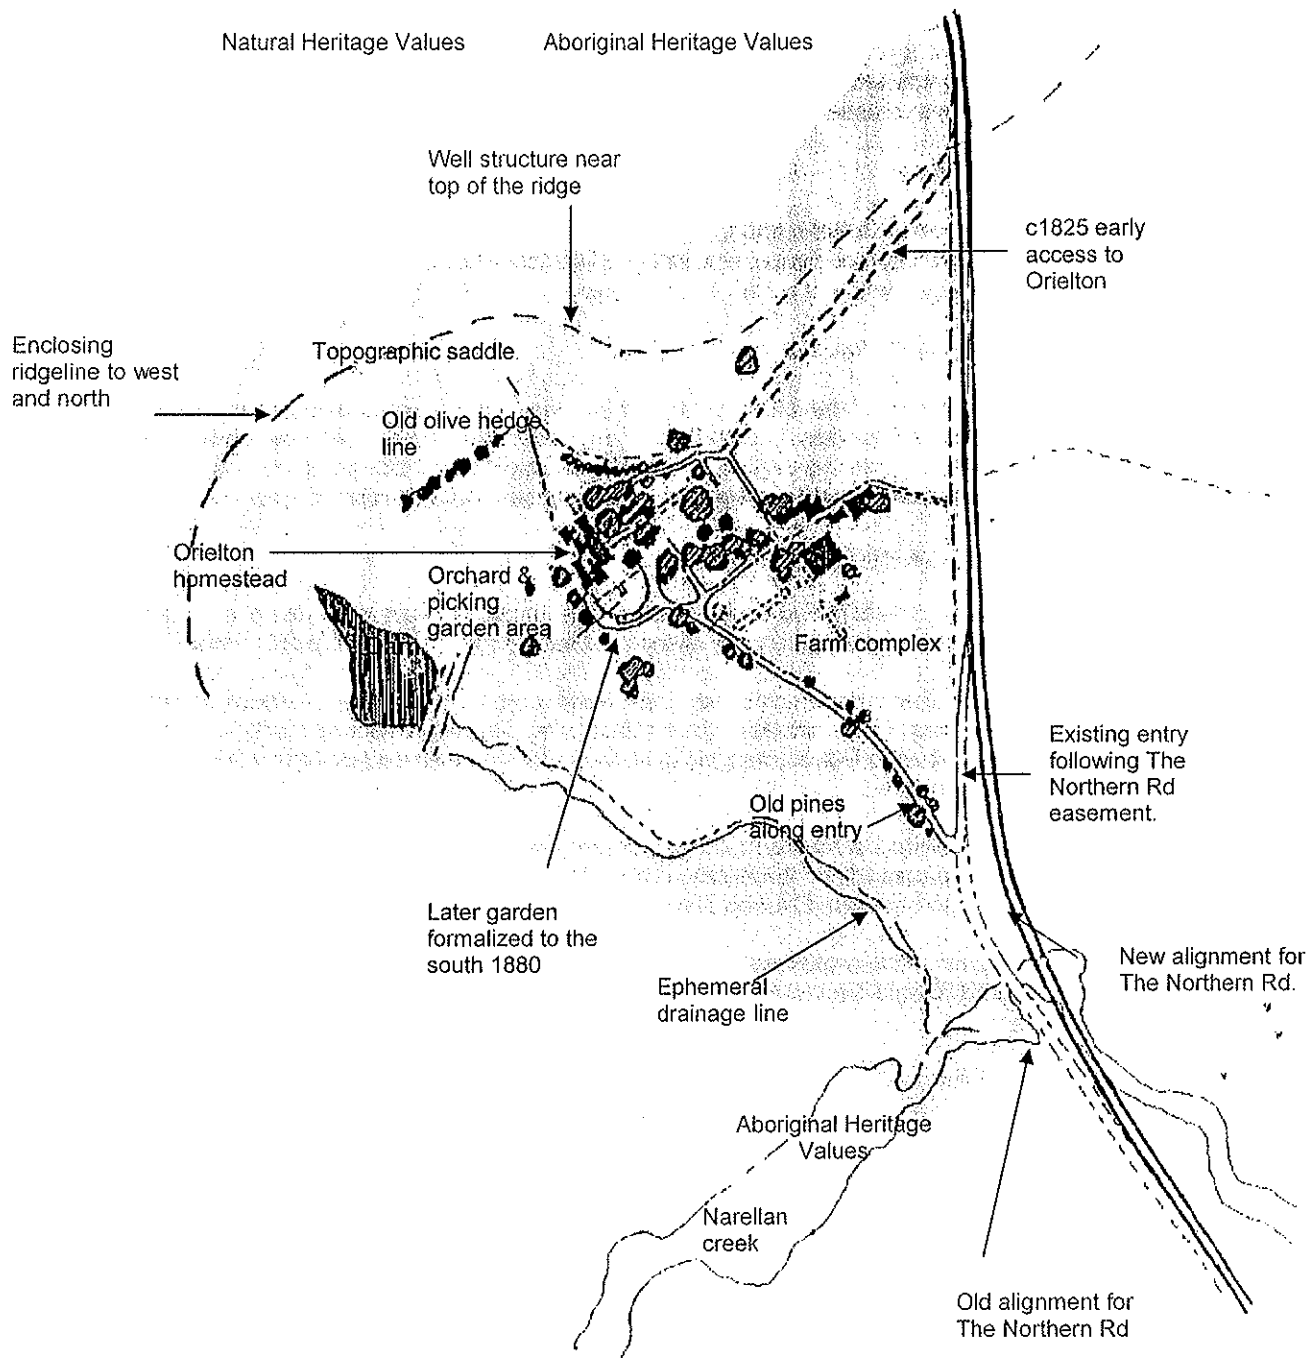 Natural Heritage Values
Aboriginal Heritage Values
Well structure near
top of the ridge
c1825 early
access to
Orielton
Enclosing
ridgeline to west
and north
Topographic saddle
Old olive hedge
line
Orielton
homestead
Orchard &
picking
garden area
Farm complex
Existing entry
following The
Northern Rd
easement.
Old pines
along entry
Later garden
formalized to the
south 1880
Ephemeral
drainage line
New alignment for
The Northern Rd.
Aboriginal Heritage
Values
Narellan
creek
Old alignment for
The Northern Rd